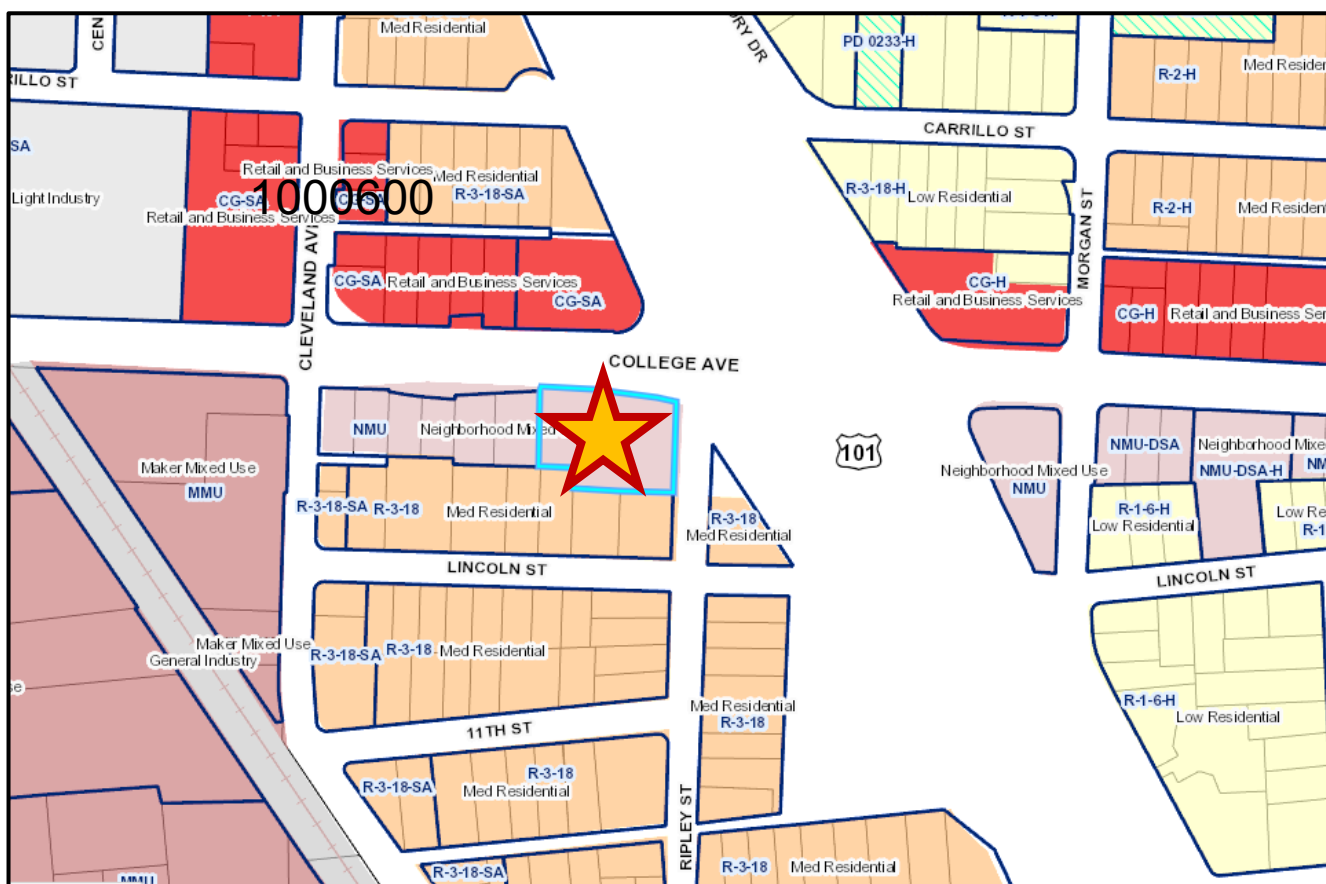 Med Residential
CEN
RILLO ST
PD 0233-H
RY DR
R-2-H
Med Residen
CARRILLO ST
SA
Light Industry
Retail and Business Services
Med Residential
CG-SA
CG-SA
R-3-18-SA
1000600
Retail and Business Services
R-3-18-H
Low Residential
R-2-H
Med Resident
MORGAN ST
CLEVELAND AVE
CG-SA
Retail and Business Services
CG-SA
CG-H
Retail and Business Services
CG-H
Retail and Business Ser
COLLEGE AVE
NMU
Neighborhood Mixed
101
Maker Mixed Use
MMU
Neighborhood Mixed Use
NMU
NMU-DSA
Neighborhood Mixe
NMU-DSA-H
NM
R-3-18-SA
R-3-18
Med Residential
R-3-18
Med Residential
R-1-6-H
Low Residential
Low Re
R-1
LINCOLN ST
LINCOLN ST
Maker Mixed Use
General Industry
R-3-18-SA
R-3-18
Med Residential
se
Med Residential
R-3-18
R-1-6-H
Low Residential
11TH ST
R-3-18-SA
R-3-18
Med Residential
RIPLEY ST
MMU
R-3-18-SA
R-3-18
Med Residential